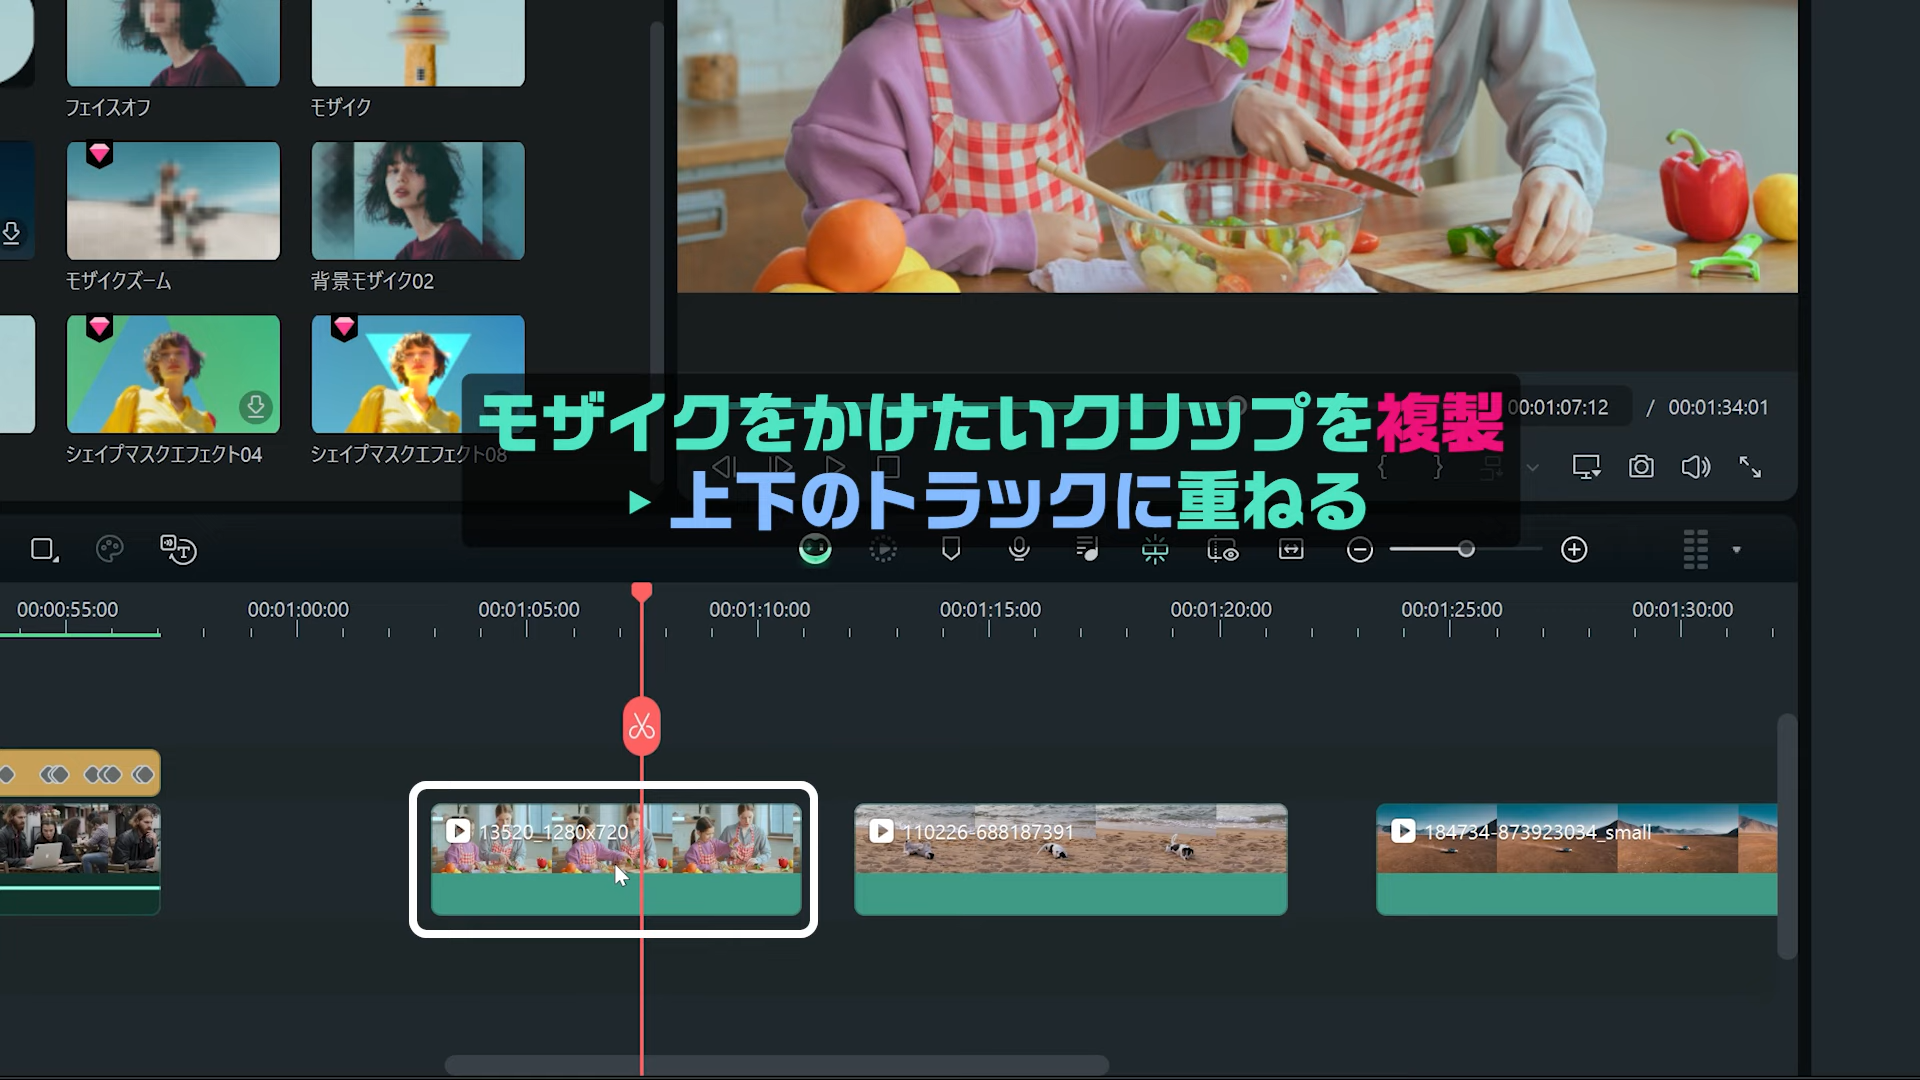 フェイスオフ
モザイク
モザイクズーム
背景モザイク02
シェイプマスクエフェクト04
シェイプマスクエフェクト08
モザイクをかけたいクリップを複製
▶ 上下のトラックに重ねる
00:01:07:12 / 00:01:34:01
00:00:55:00 00:01:00:00 00:01:05:00 00:01:10:00 00:01:15:00 00:01:20:00 00:01:25:00 00:01:30:00
13520_1280x720
110226-688187391
184734-873923034_small